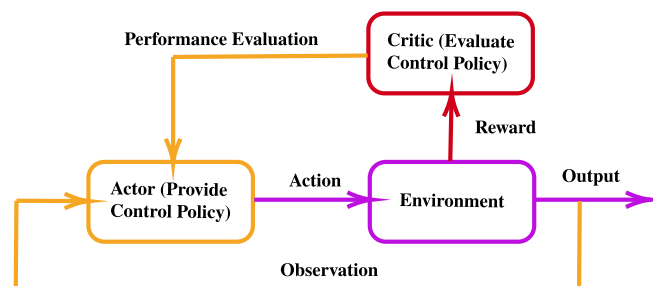 Performance Evaluation
Critic (Evaluate
Control Policy)
Reward
Actor (Provide
Control Policy)
Action
Environment
Output
Observation